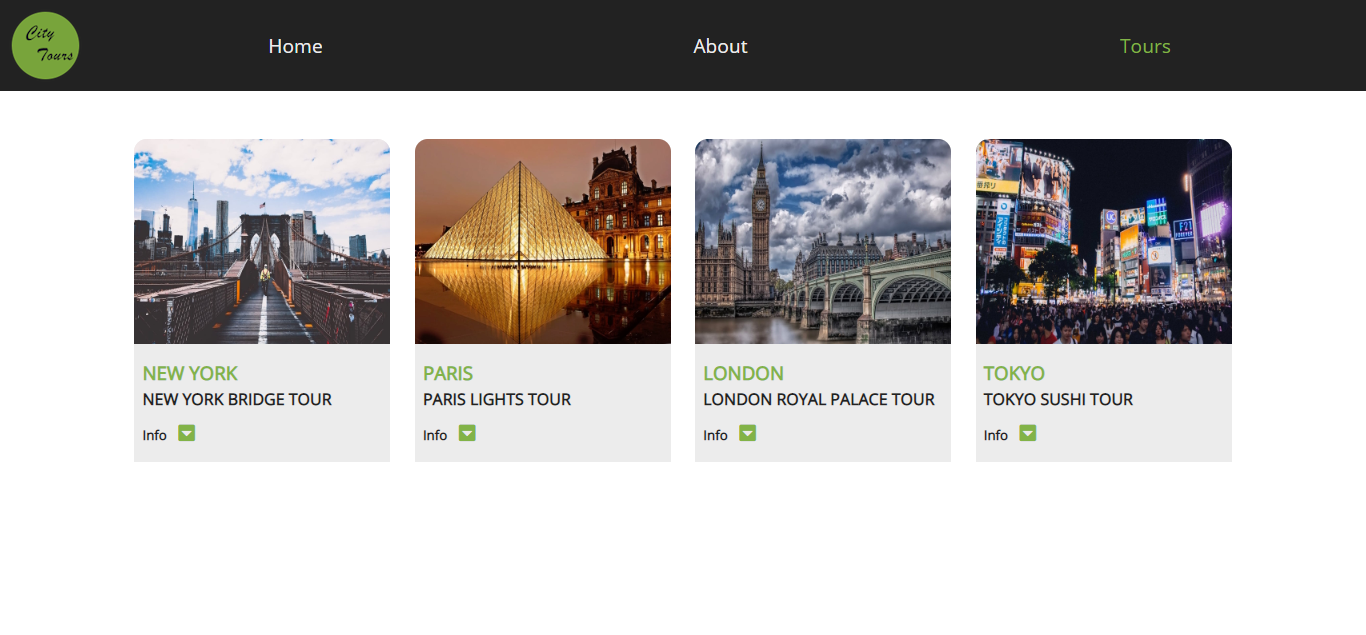 City
Tours
Home
About
Tours
NEW YORK
NEW YORK BRIDGE TOUR
Info
PARIS
PARIS LIGHTS TOUR
Info
LONDON
LONDON ROYAL PALACE TOUR
Info
TOKYO
TOKYO SUSHI TOUR
Info